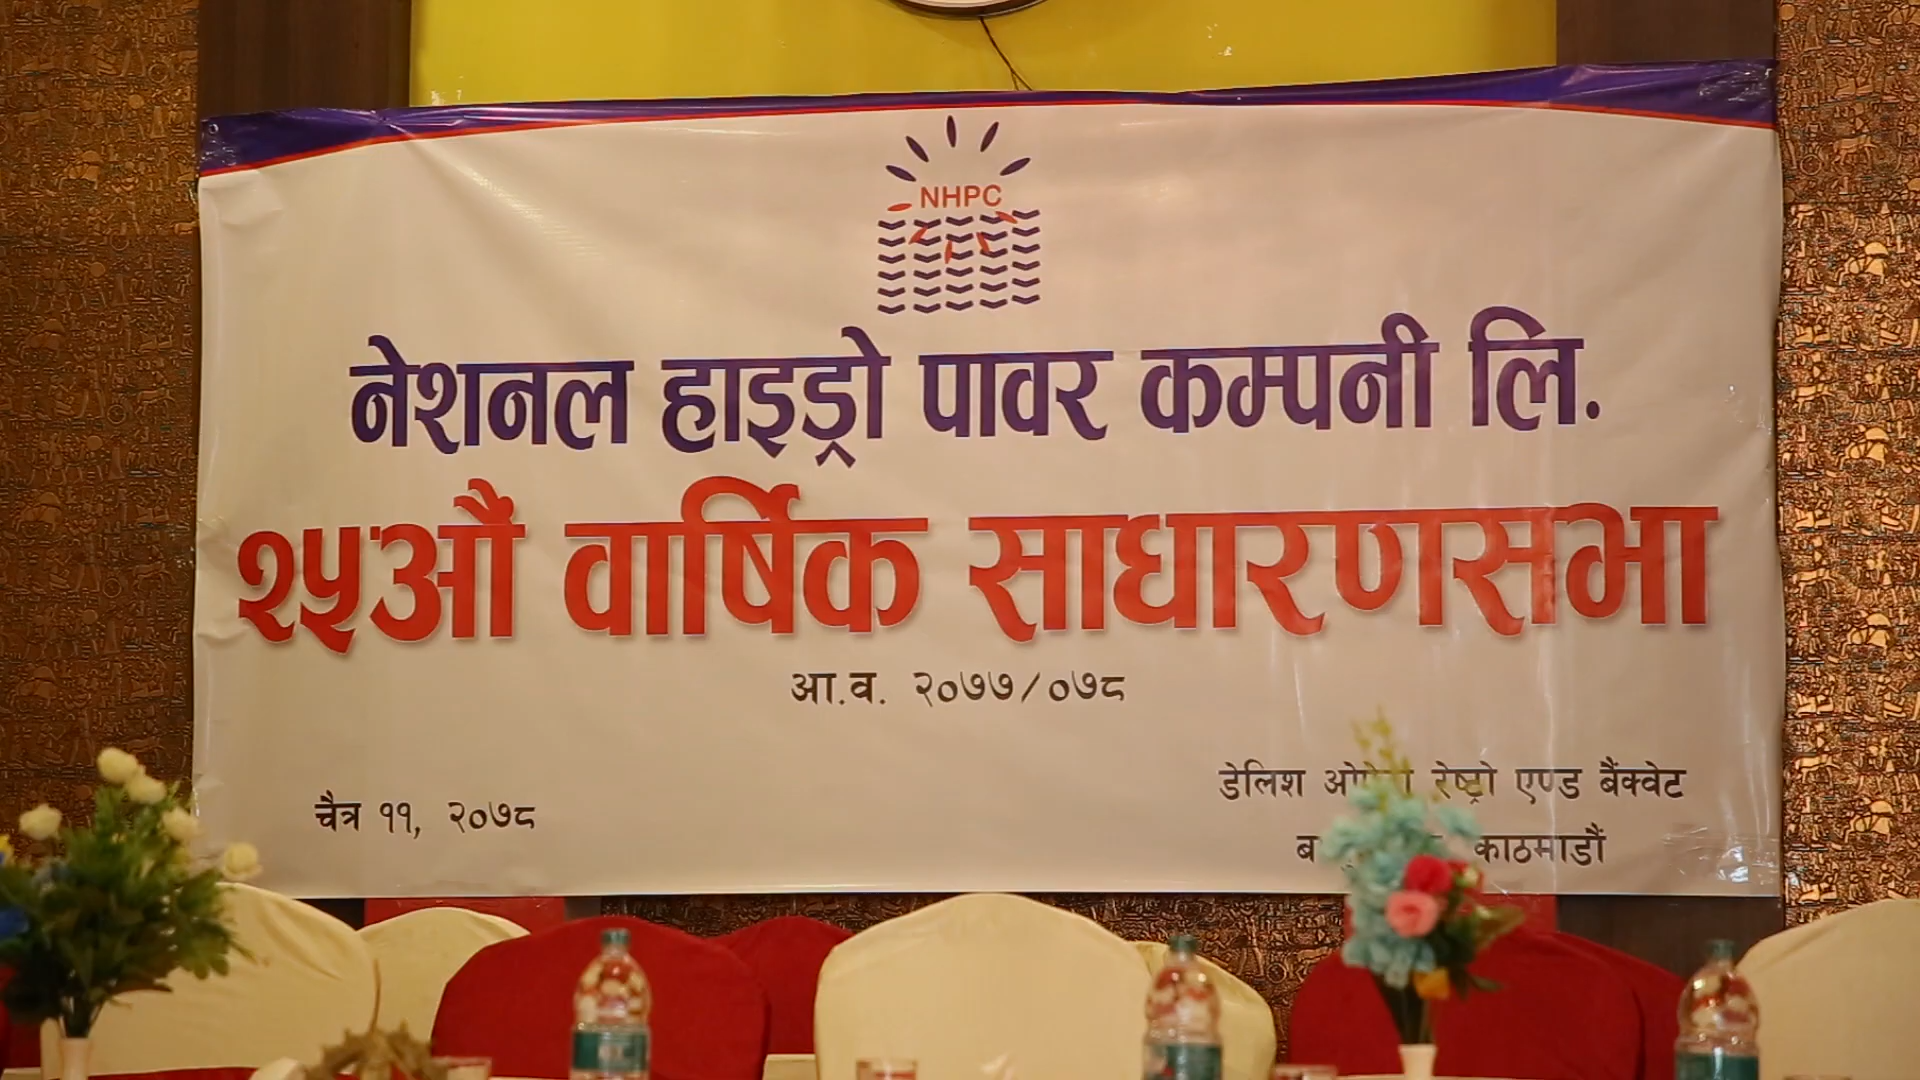 NHPC
नेशनल हाइड्रो पावर कम्पनी लि.
२५औं वार्षिक साधारणसभा
आ.व. २०७७/०७८
चैत्र ११, २०७८
डेलिश रेष्ट्रो एण्ड बैंक्वेट
काठमाडौं